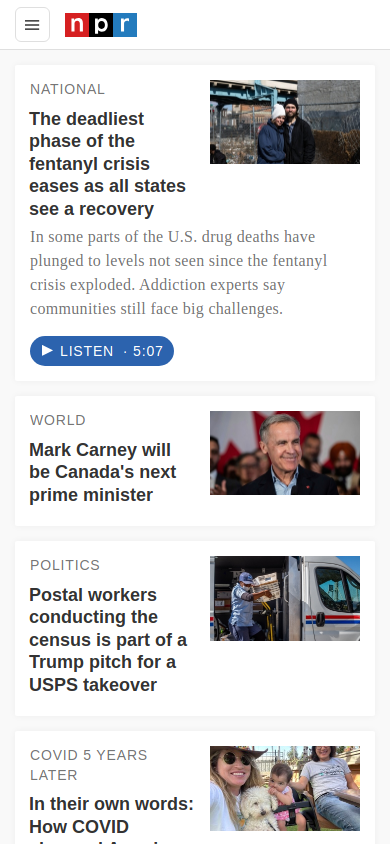 npr
NATIONAL
The deadliest
phase of the
fentanyl crisis
eases as all states
see a recovery
In some parts of the U.S. drug deaths have
plunged to levels not seen since the fentanyl
crisis exploded. Addiction experts say
communities still face big challenges.
LISTEN · 5:07
WORLD
Mark Carney will
be Canada's next
prime minister
POLITICS
Postal workers
conducting the
census is part of a
Trump pitch for a
USPS takeover
COVID 5 YEARS
LATER
In their own words:
How COVID